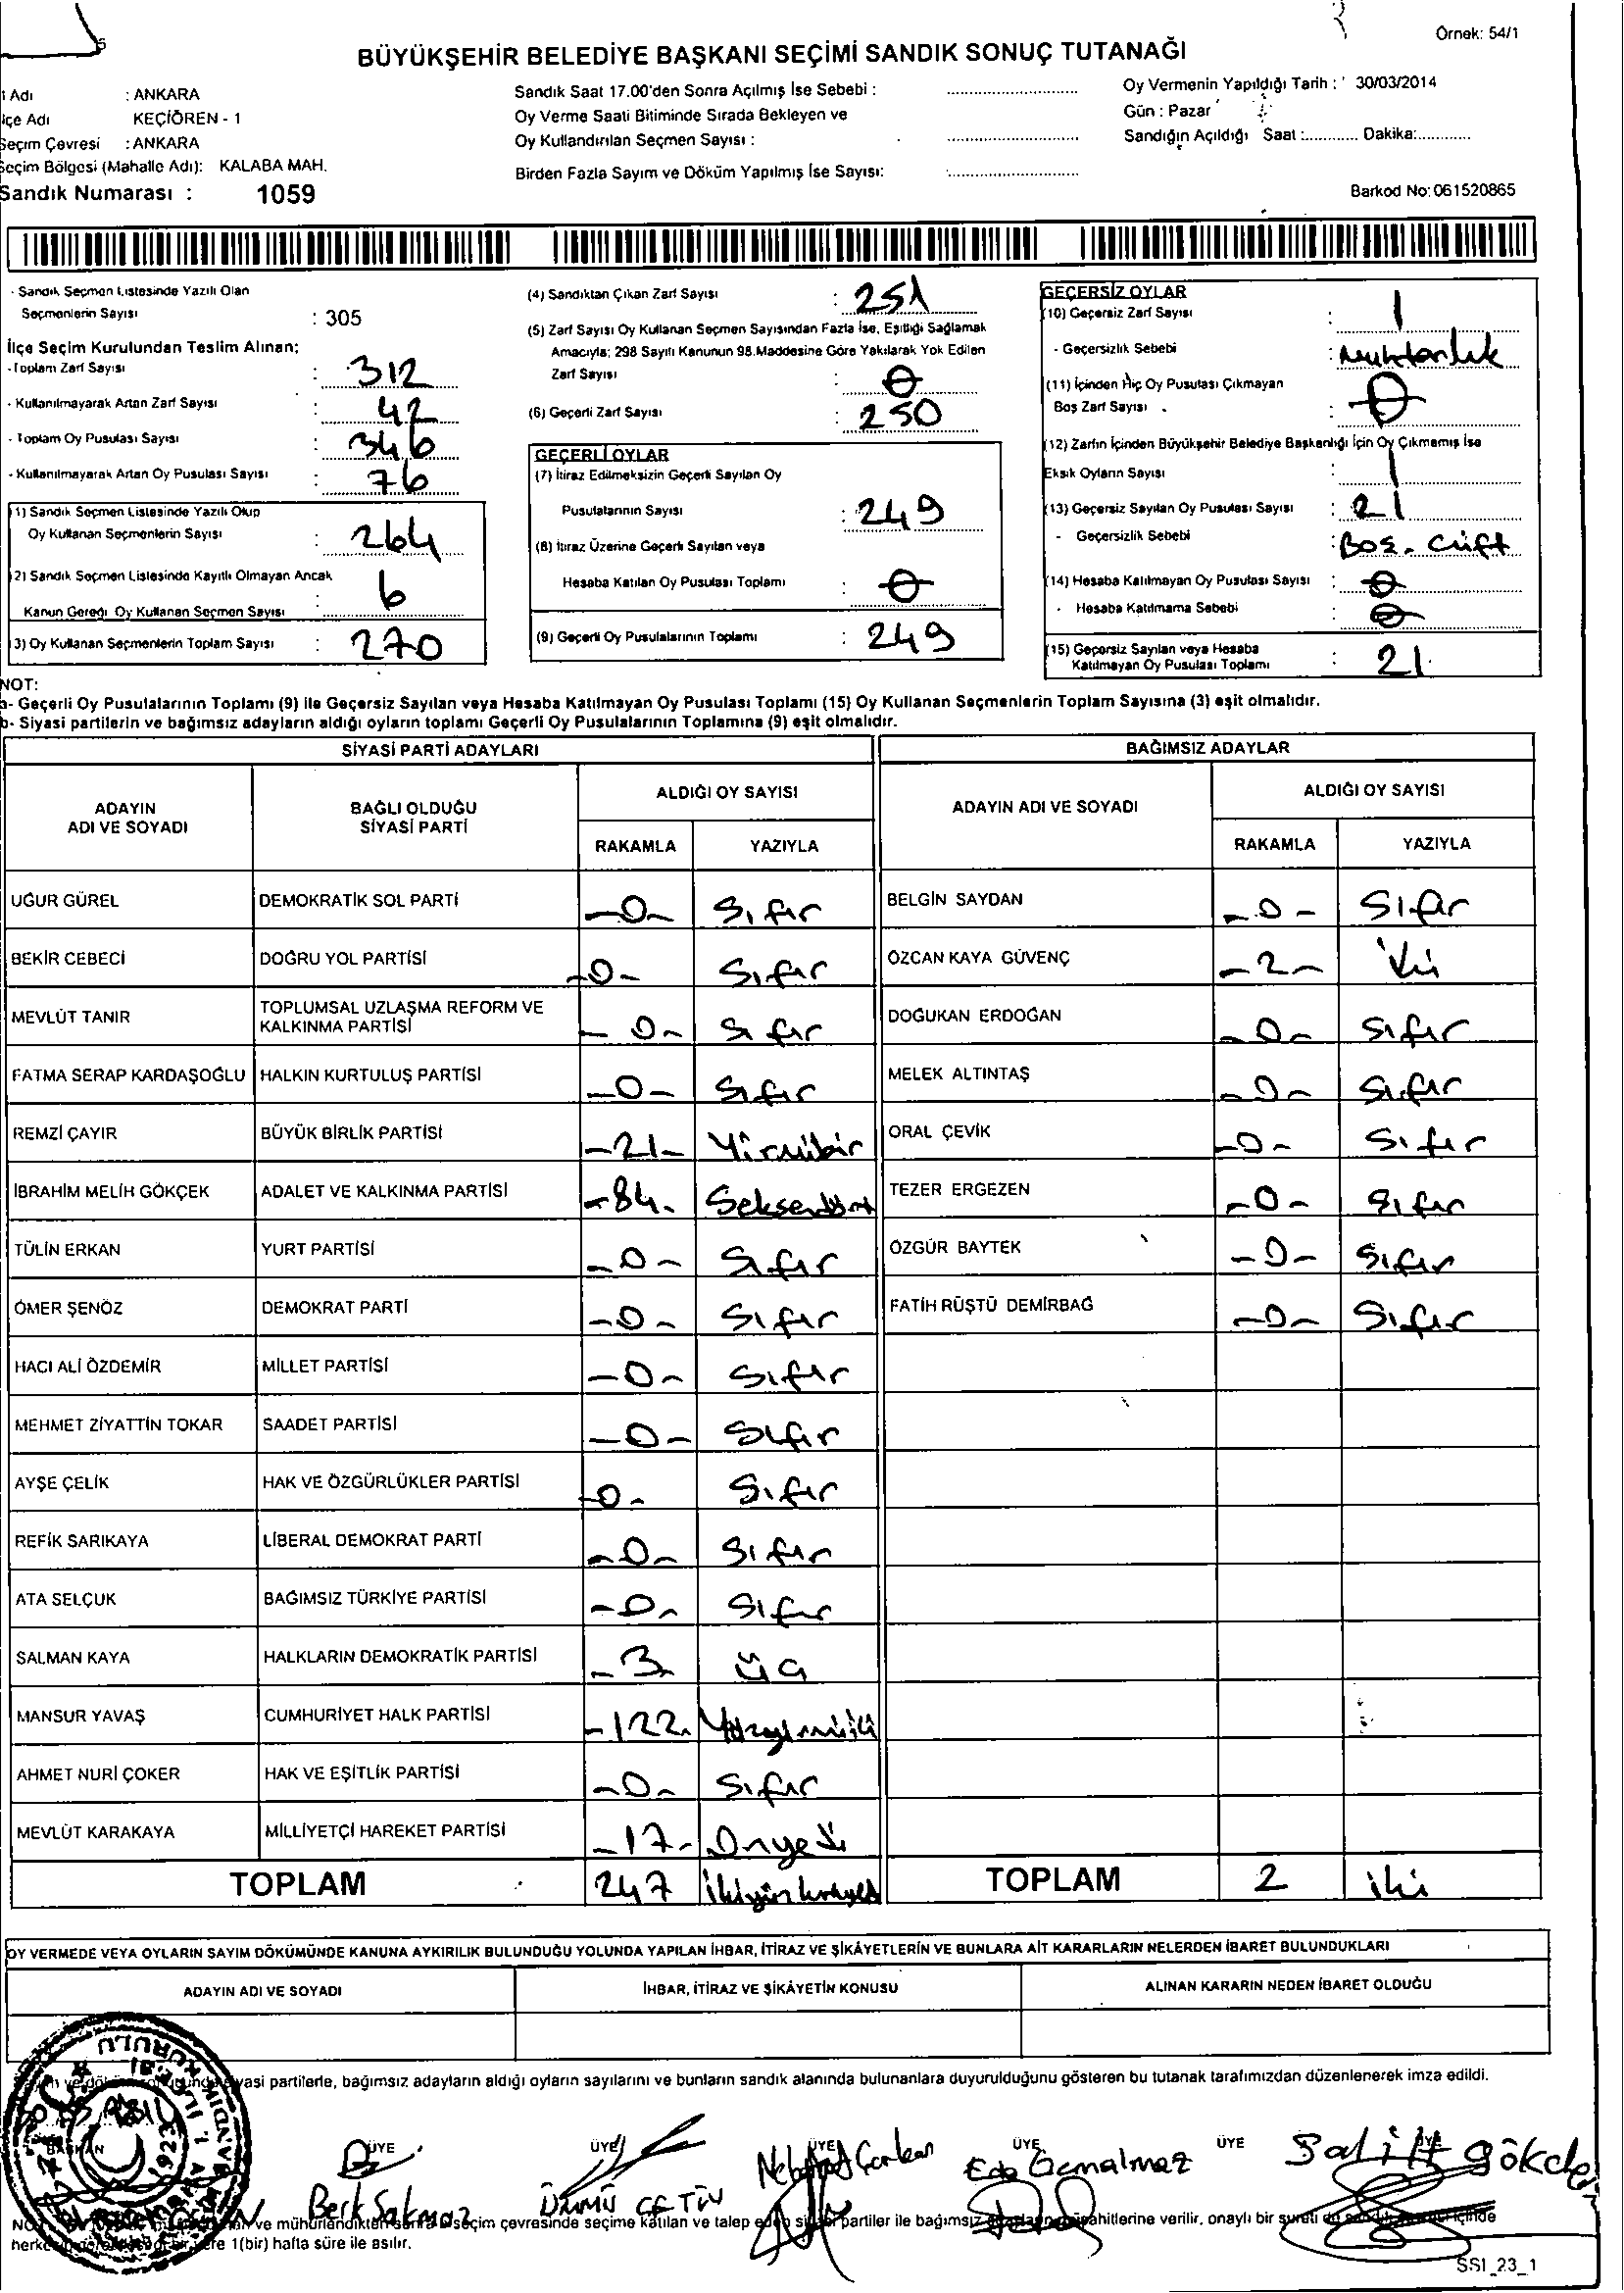 Örnek: 54/1
BÜYÜKŞEHİR BELEDİYE BAŞKANI SEÇİMİ SANDIK SONUÇ TUTANAĞI
Adı : ANKARA
lçe Adı KEÇİÖREN - 1
Seçim Çevresi : ANKARA
Seçim Bölgesi (Mahalle Adı): KALABA MAH.
Sandık Numarası : 1059
Sandık Saat 17.00'den Sonra Açılmış İse Sebebi :
Oy Verme Saati Bitiminde Sırada Bekleyen ve
Oy Kullandırılan Seçmen Sayısı :
Birden Fazla Sayım ve Döküm Yapılmış İse Sayısı:
Oy Vermenin Yapıldığı Tarih : 30/03/2014
Gün : Pazar
Sandığın Açıldığı Saat :............ Dakika:............
Barkod No: 061520865
- Sandık Seçmen Listesinde Yazılı Olan
Seçmenlerin Sayısı : 305
İlçe Seçim Kurulundan Teslim Alınan;
- Toplam Zarf Sayısı : 312
- Kullanılmayarak Artan Zarf Sayısı : 42
- Toplam Oy Pusulası Sayısı : 346
- Kullanılmayarak Artan Oy Pusulası Sayısı : 76
(1) Sandık Seçmen Listesinde Yazılı Olup
Oy Kullanan Seçmenlerin Sayısı : 264
(2) Sandık Seçmen Listesinde Kayıtlı Olmayan Ancak
Kanun Gereği Oy Kullanan Seçmen Sayısı : 6
(3) Oy Kullanan Seçmenlerin Toplam Sayısı : 270
(4) Sandıktan Çıkan Zarf Sayısı : 251
(5) Zarf Sayısı Oy Kullanan Seçmen Sayısından Fazla İse, Eşitliği Sağlamak
Amacıyla; 298 Sayılı Kanunun 98.Maddesine Göre Yakılarak Yok Edilen
Zarf Sayısı : 0
(6) Geçerli Zarf Sayısı : 250
GEÇERLİ OYLAR
(7) İtiraz Edilmeksizin Geçerli Sayılan Oy
Pusulalarının Sayısı : 249
(8) İtiraz Üzerine Geçerli Sayılan veya
Hesaba Katılan Oy Pusulası Toplamı : 0
(9) Geçerli Oy Pusulalarının Toplamı : 249
GEÇERSİZ OYLAR
(10) Geçersiz Zarf Sayısı : 1
- Geçersizlik Sebebi : Muhtarlık
(11) İçinden Hiç Oy Pusulası Çıkmayan
Boş Zarf Sayısı : 0
(12) Zarfın İçinden Büyükşehir Belediye Başkanlığı İçin Oy Çıkmamış İse
Eksik Oyların Sayısı : 1
(13) Geçersiz Sayılan Oy Pusulası Sayısı : 21
- Geçersizlik Sebebi : Boş - Çift
(14) Hesaba Katılmayan Oy Pusulası Sayısı : 0
- Hesaba Katılmama Sebebi : 0
(15) Geçersiz Sayılan veya Hesaba
Katılmayan Oy Pusulası Toplamı : 21
NOT:
a- Geçerli Oy Pusulalarının Toplamı (9) ile Geçersiz Sayılan veya Hesaba Katılmayan Oy Pusulası Toplamı (15) Oy Kullanan Seçmenlerin Toplam Sayısına (3) eşit olmalıdır.
b- Siyasi partilerin ve bağımsız adayların aldığı oyların toplamı Geçerli Oy Pusulalarının Toplamına (9) eşit olmalıdır.
SİYASİ PARTİ ADAYLARI
ADAYIN ADI VE SOYADI BAĞLI OLDUĞU SİYASİ PARTİ ALDIĞI OY SAYISI
RAKAMLA YAZIYLA
UĞUR GÜREL DEMOKRATİK SOL PARTİ -0- Sıfır
BEKİR CEBECİ DOĞRU YOL PARTİSİ -0- Sıfır
MEVLÜT TANIR TOPLUMSAL UZLAŞMA REFORM VE KALKINMA PARTİSİ -0- Sıfır
FATMA SERAP KARDAŞOĞLU HALKIN KURTULUŞ PARTİSİ -0- Sıfır
REMZİ ÇAYIR BÜYÜK BİRLİK PARTİSİ -21- Yirmibir
İBRAHİM MELİH GÖKÇEK ADALET VE KALKINMA PARTİSİ -84- Seksendört
TÜLİN ERKAN YURT PARTİSİ -0- Sıfır
ÖMER ŞENÖZ DEMOKRAT PARTİ -0- Sıfır
HACI ALİ ÖZDEMİR MİLLET PARTİSİ -0- Sıfır
MEHMET ZİYATTİN TOKAR SAADET PARTİSİ -0- Sıfır
AYŞE ÇELİK HAK VE ÖZGÜRLÜKLER PARTİSİ -0- Sıfır
REFİK SARIKAYA LİBERAL DEMOKRAT PARTİ -0- Sıfır
ATA SELÇUK BAĞIMSIZ TÜRKİYE PARTİSİ -0- Sıfır
SALMAN KAYA HALKLARIN DEMOKRATİK PARTİSİ -3- üç
MANSUR YAVAŞ CUMHURİYET HALK PARTİSİ -122-
AHMET NURİ ÇOKER HAK VE EŞİTLİK PARTİSİ -0- Sıfır
MEVLÜT KARAKAYA MİLLİYETÇİ HAREKET PARTİSİ -17- Onyedi
TOPLAM 247
BAĞIMSIZ ADAYLAR
ADAYIN ADI VE SOYADI ALDIĞI OY SAYISI
RAKAMLA YAZIYLA
BELGİN SAYDAN -0- Sıfır
ÖZCAN KAYA GÜVENÇ -2- iki
DOĞUKAN ERDOĞAN -0- Sıfır
MELEK ALTINTAŞ -0- Sıfır
ORAL ÇEVİK -0- Sıfır
TEZER ERGEZEN -0- Sıfır
ÖZGÜR BAYTEK -0- Sıfır
FATİH RÜŞTÜ DEMİRBAĞ -0- Sıfır
TOPLAM 2 iki
OY VERMEDE VEYA OYLARIN SAYIM DÖKÜMÜNDE KANUNA AYKIRILIK BULUNDUĞU YOLUNDA YAPILAN İHBAR, İTİRAZ VE ŞİKÂYETLERİN VE BUNLARA AİT KARARLARIN NELERDEN İBARET BULUNDUKLARI
ADAYIN ADI VE SOYADI İHBAR, İTİRAZ VE ŞİKÂYETİN KONUSU ALINAN KARARIN NEDEN İBARET OLDUĞU
siyasi partilerle, bağımsız adayların aldığı oyların sayılarını ve bunların sandık alanında bulunanlara duyurulduğunu gösteren bu tutanak tarafımızdan düzenlenerek imza edildi.
BAŞKAN ÜYE ÜYE ÜYE ÜYE ÜYE ÜYE
Berk Sakmaz ÜMMÜ ÇETİN Eda Salih Gökçe
ve mühürlendikten sonra seçim çevresinde seçime katılan ve talep eden siyasi partiler ile bağımsız verilir, onaylı bir sureti içinde
1(bir) hafta süre ile asılır.
SSI_23_1